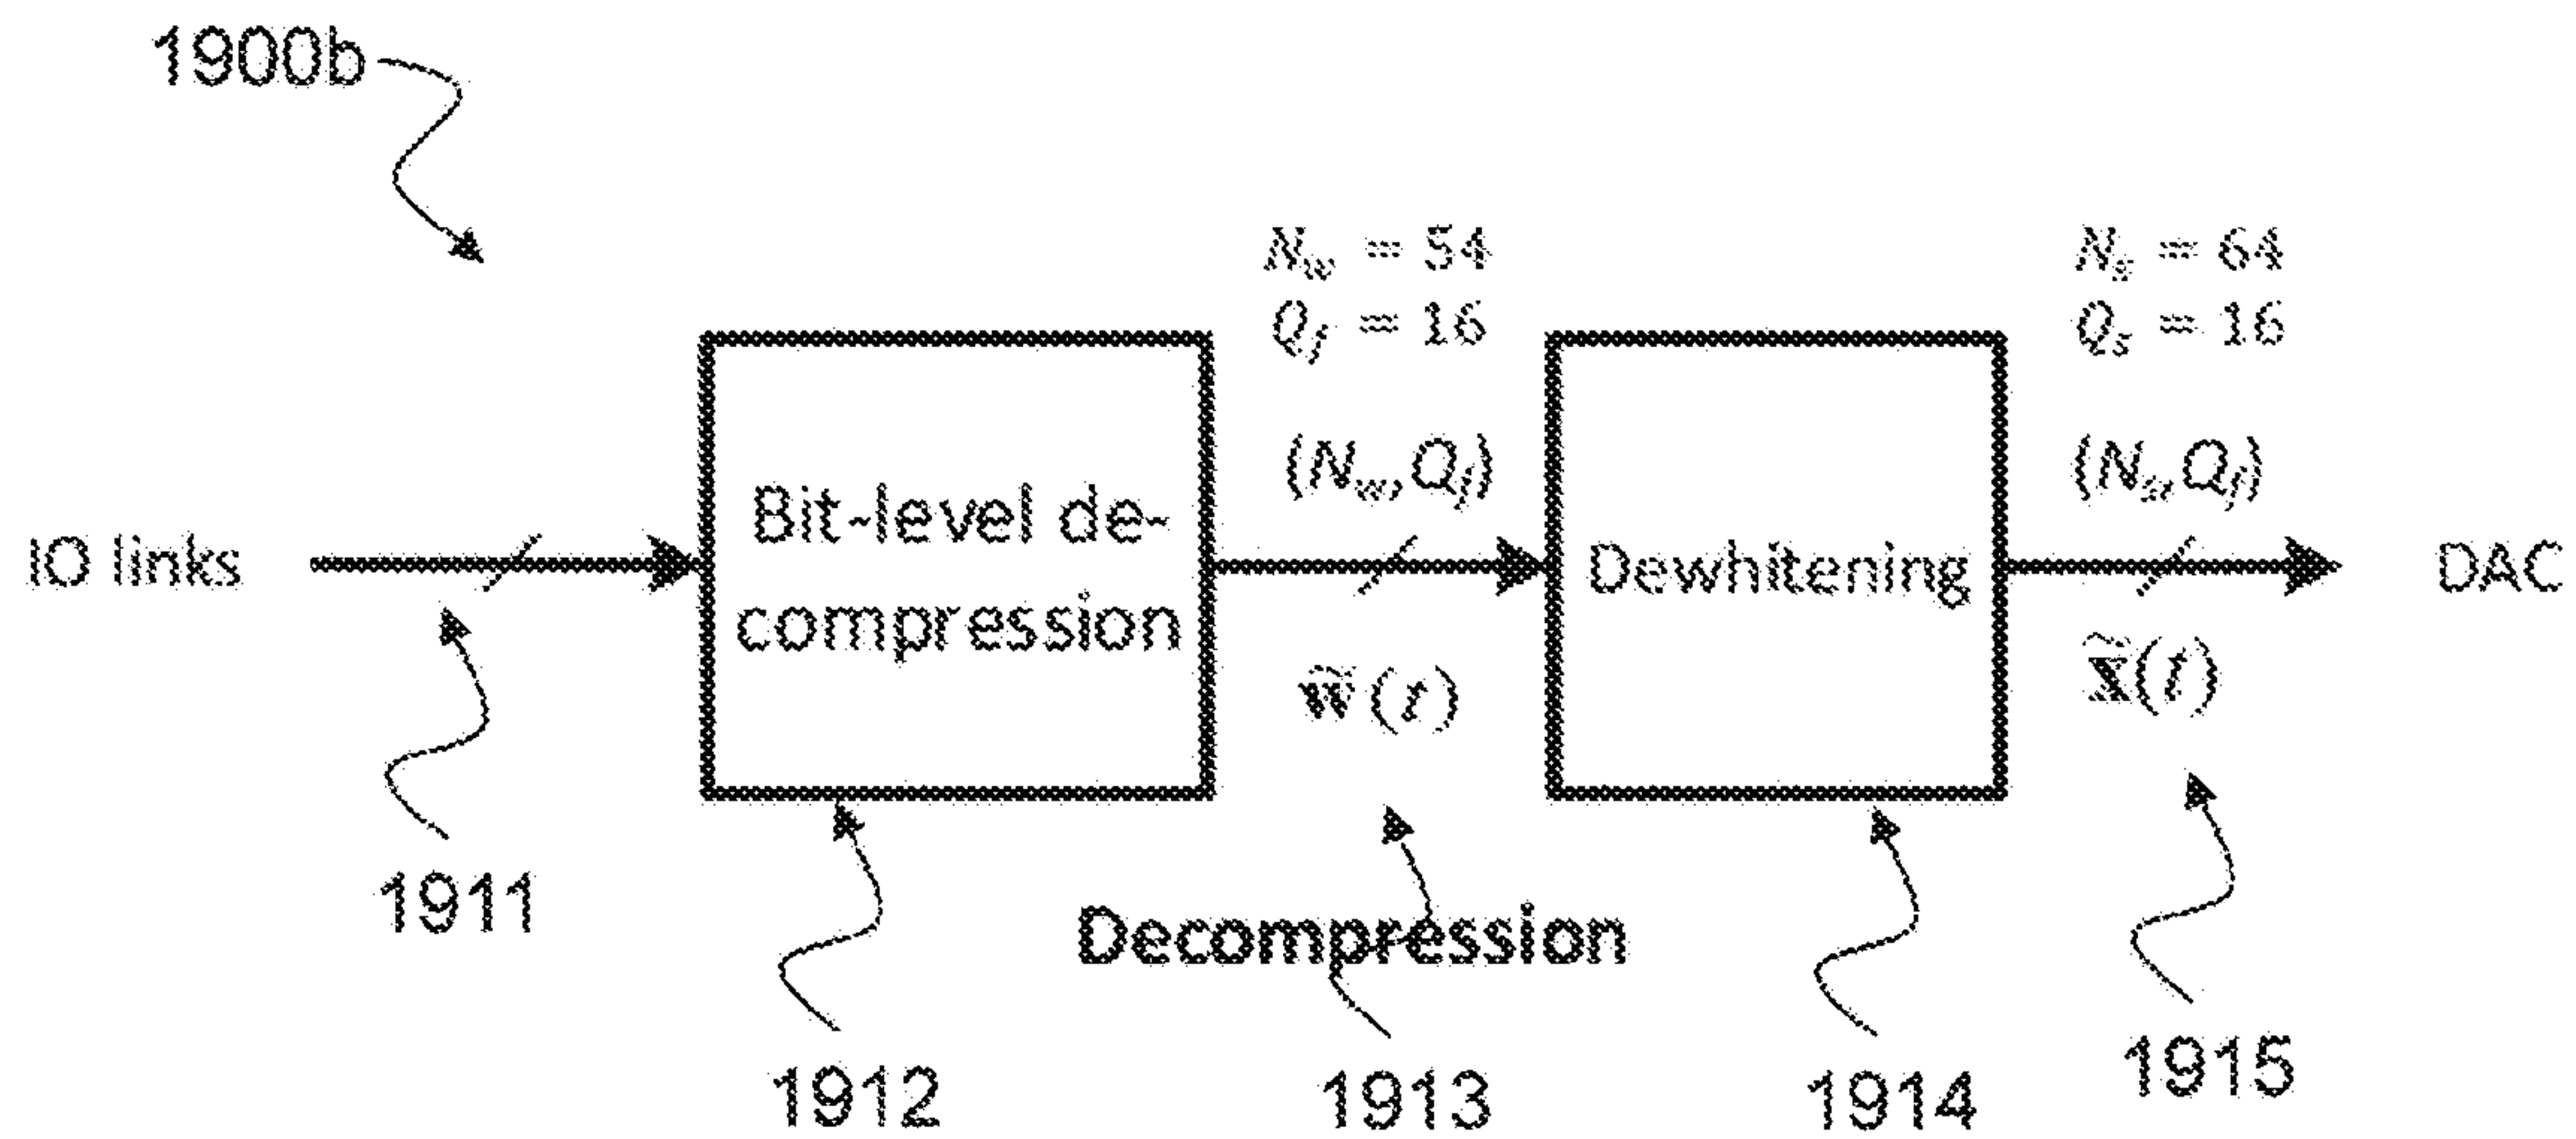 1900b
N_w = 54
Q_f = 16
(N_w, Q_f)
N_s = 64
Q_s = 16
(N_s, Q_f)
IO links
Bit-level de-
compression
Dewhitening
DAC
w̃(t)
x̃(t)
1911
Decompression
1912
1913
1914
1915